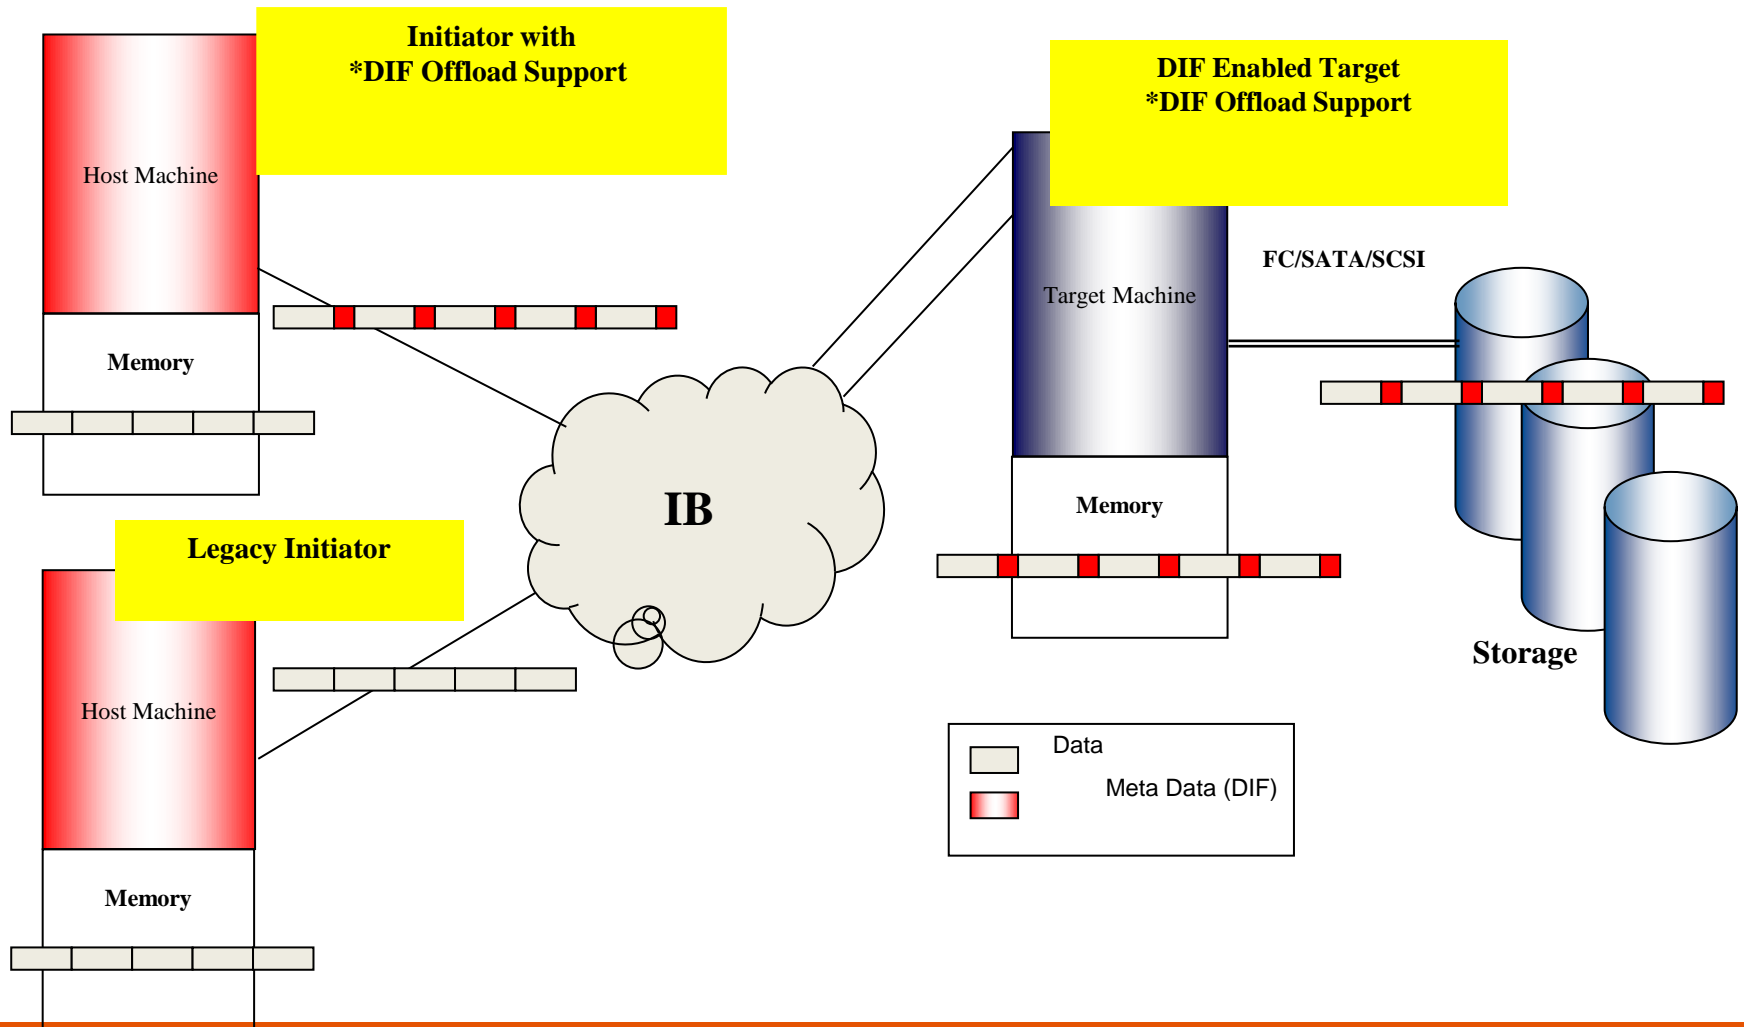 Initiator with
*DIF Offload Support
Host Machine
Memory
DIF Enabled Target
*DIF Offload Support
Target Machine
FC/SATA/SCSI
Memory
IB
Storage
Legacy Initiator
Host Machine
Memory
Data
Meta Data (DIF)